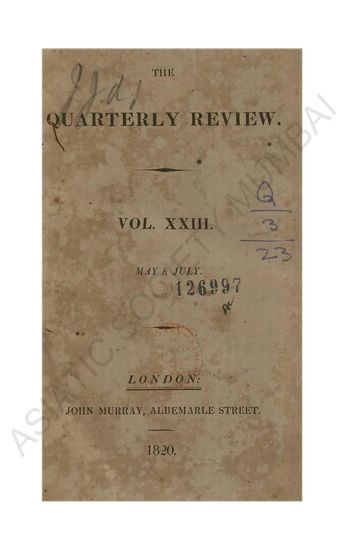 THE
QUARTERLY REVIEW.
VOL. XXIII.
Q
3
23
MAY & JULY.
126997
LONDON:
JOHN MURRAY, ALBEMARLE STREET.
1820.
ASIATIC SOCIETY MUMBAI